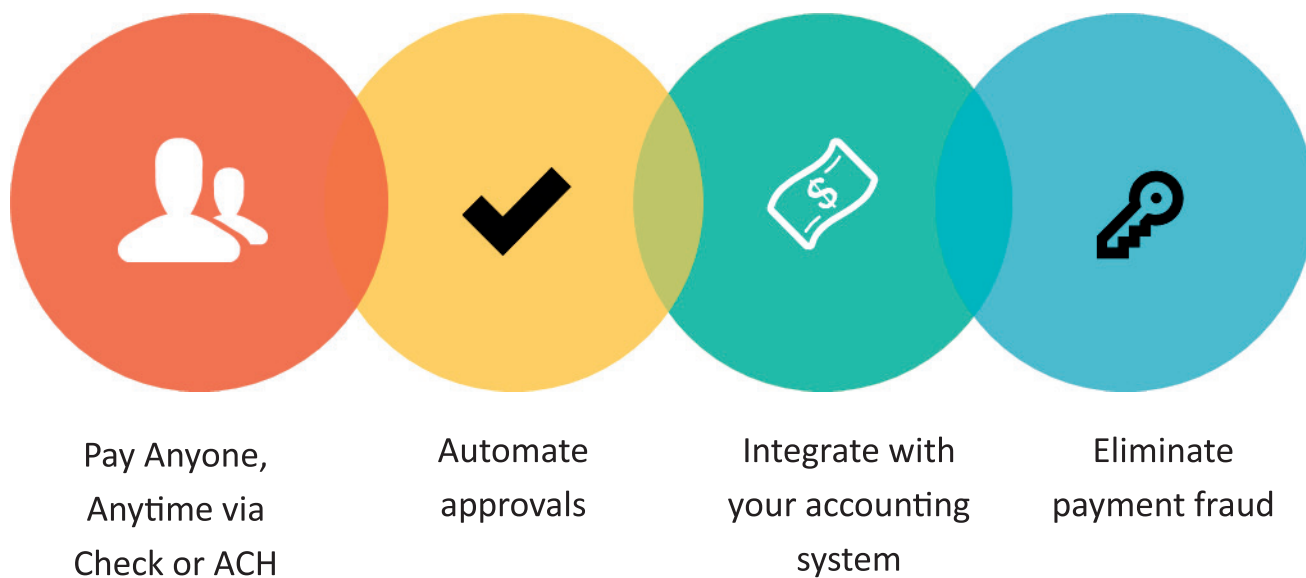 Pay Anyone,
Anytime via
Check or ACH
Automate
approvals
$
Integrate with
your accounting
system
Eliminate
payment fraud